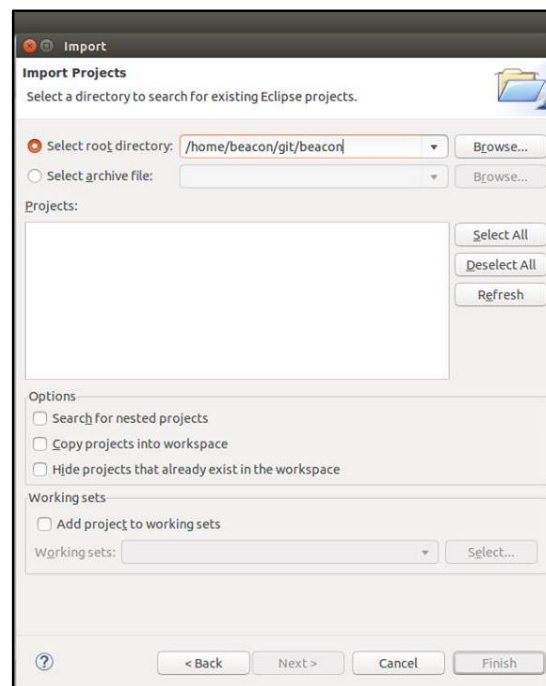 Import
Import Projects
Select a directory to search for existing Eclipse projects.
Select root directory: /home/beacon/git/beacon Browse...
Select archive file: Browse...
Projects:
Select All
Deselect All
Refresh
Options
Search for nested projects
Copy projects into workspace
Hide projects that already exist in the workspace
Working sets
Add project to working sets
Working sets: Select...
? < Back Next > Cancel Finish